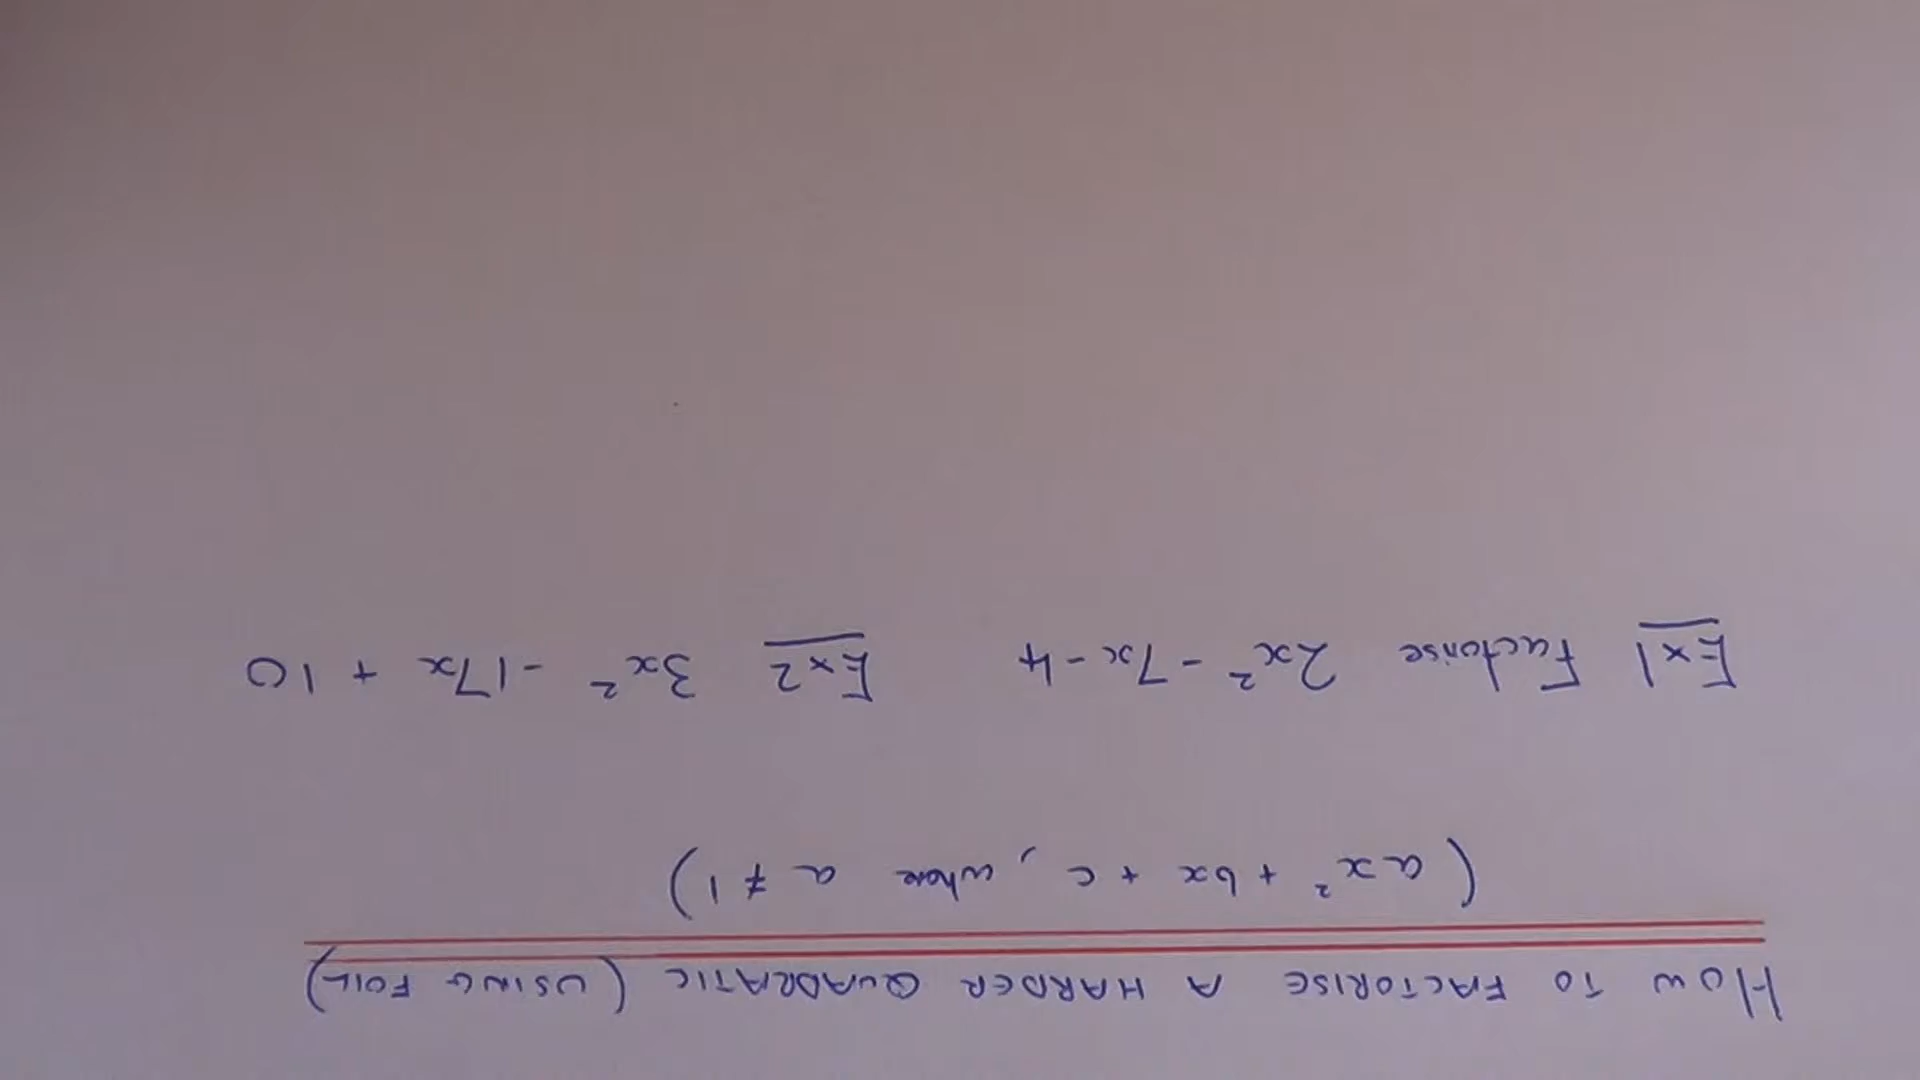 HOW TO FACTORISE A HARDER QUADRATIC (USING FOIL)
(ax² + bx + c, where a ≠ 1)
Ex1 Factorise 2x² - 7x - 4 Ex2 3x² - 17x + 10